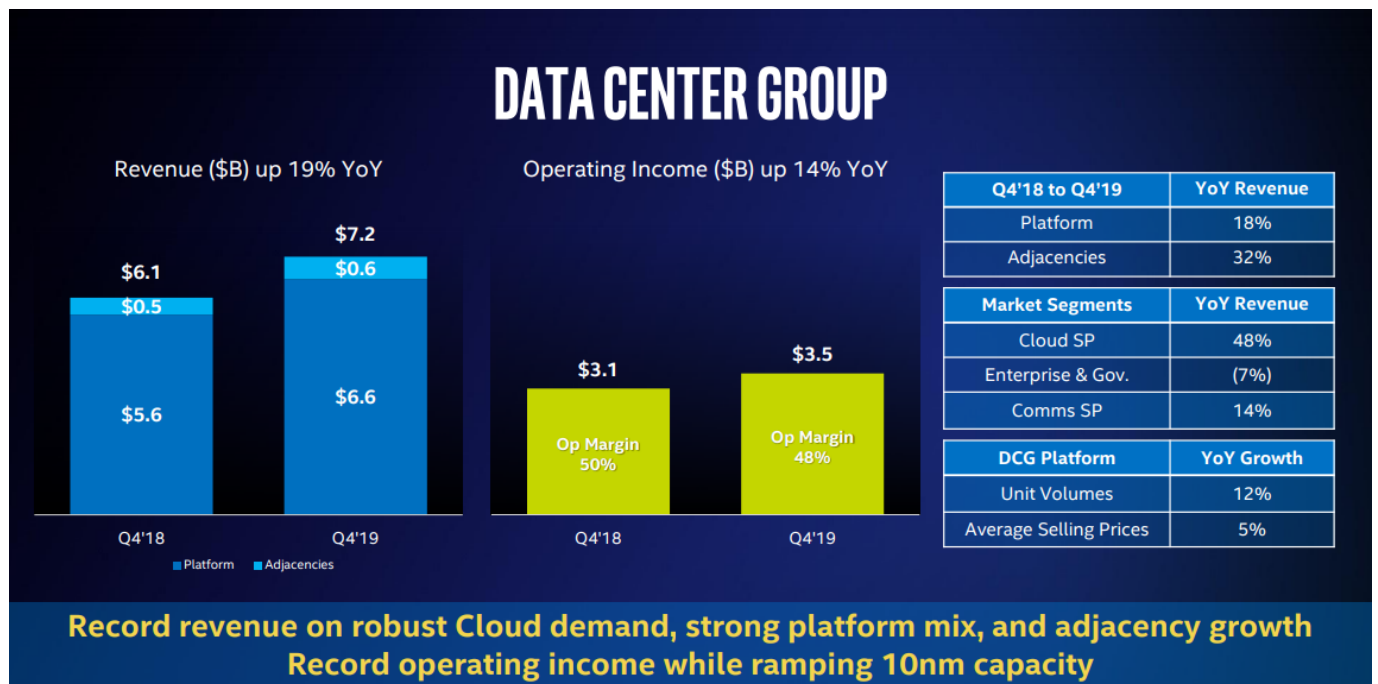 DATA CENTER GROUP
Revenue ($B) up 19% YoY
$6.1
$0.5
$5.6
$7.2
$0.6
$6.6
Q4'18
Q4'19
Platform
Adjacencies
Operating Income ($B) up 14% YoY
$3.1
Op Margin
50%
$3.5
Op Margin
48%
Q4'18
Q4'19
Q4'18 to Q4'19 YoY Revenue
Platform 18%
Adjacencies 32%
Market Segments YoY Revenue
Cloud SP 48%
Enterprise & Gov. (7%)
Comms SP 14%
DCG Platform YoY Growth
Unit Volumes 12%
Average Selling Prices 5%
Record revenue on robust Cloud demand, strong platform mix, and adjacency growth
Record operating income while ramping 10nm capacity